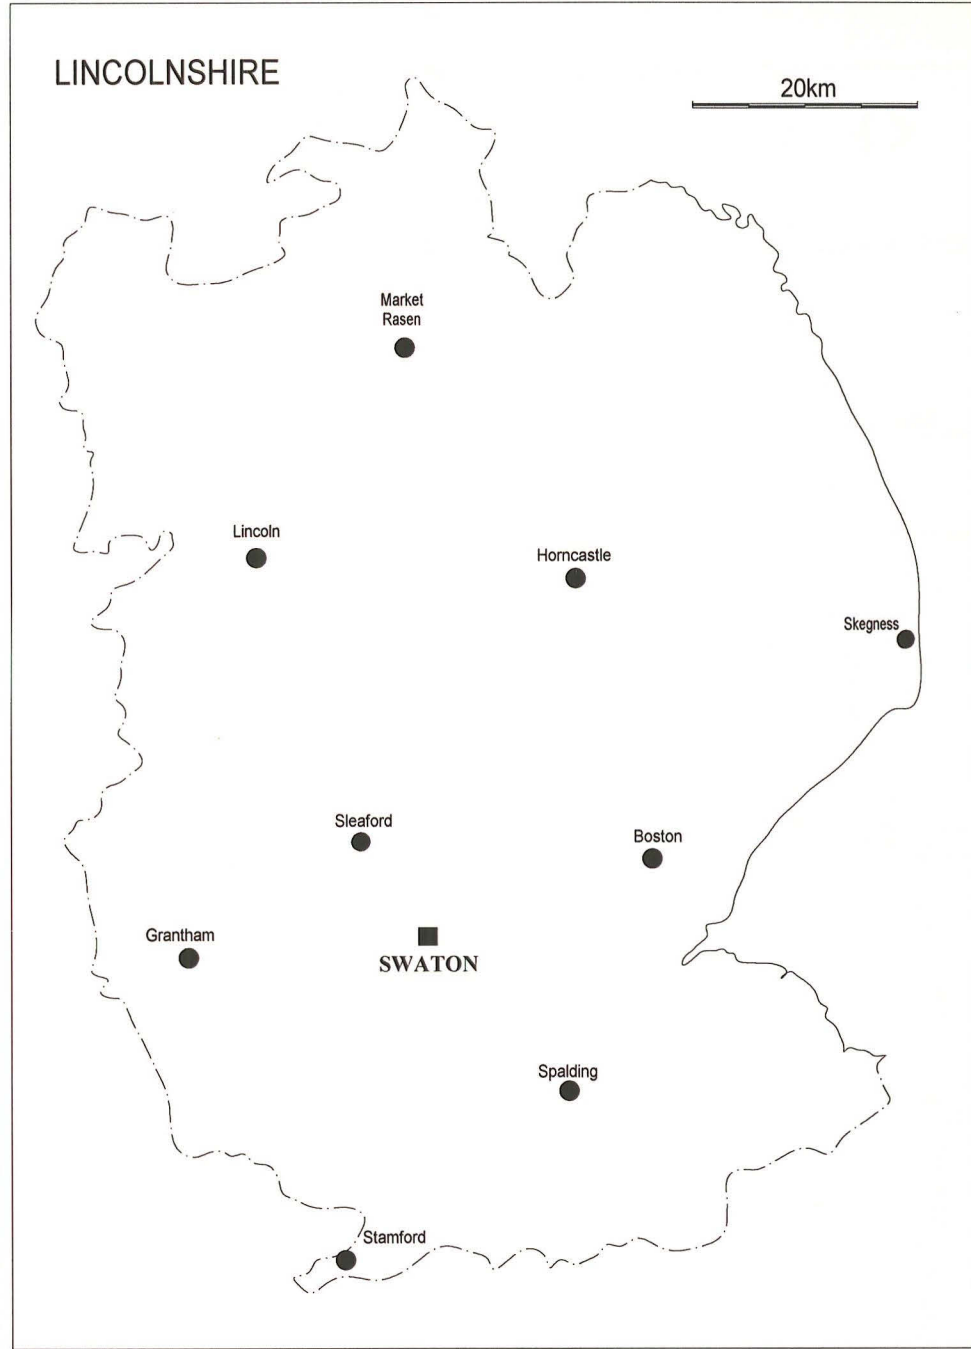 LINCOLNSHIRE
20km
Market
Rasen
Lincoln
Horncastle
Skegness
Sleaford
Boston
Grantham
SWATON
Spalding
Stamford